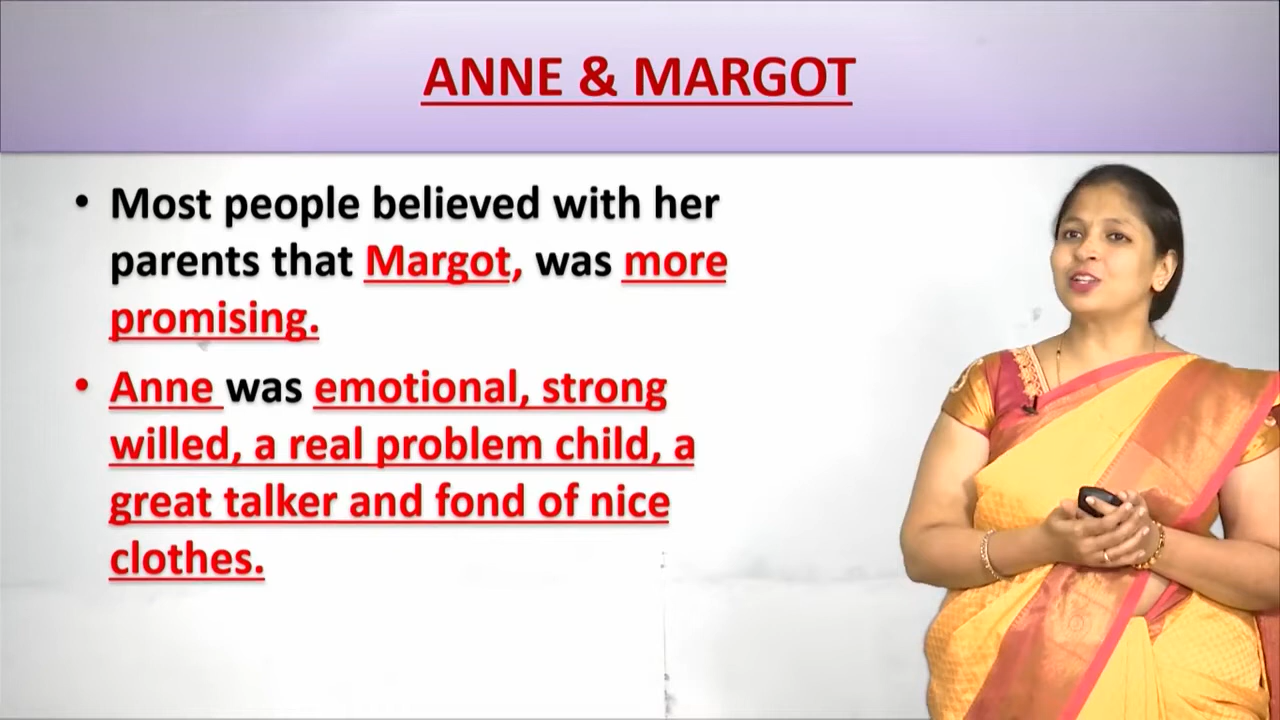 ANNE & MARGOT
• Most people believed with her
parents that Margot, was more
promising.
• Anne was emotional, strong
willed, a real problem child, a
great talker and fond of nice
clothes.